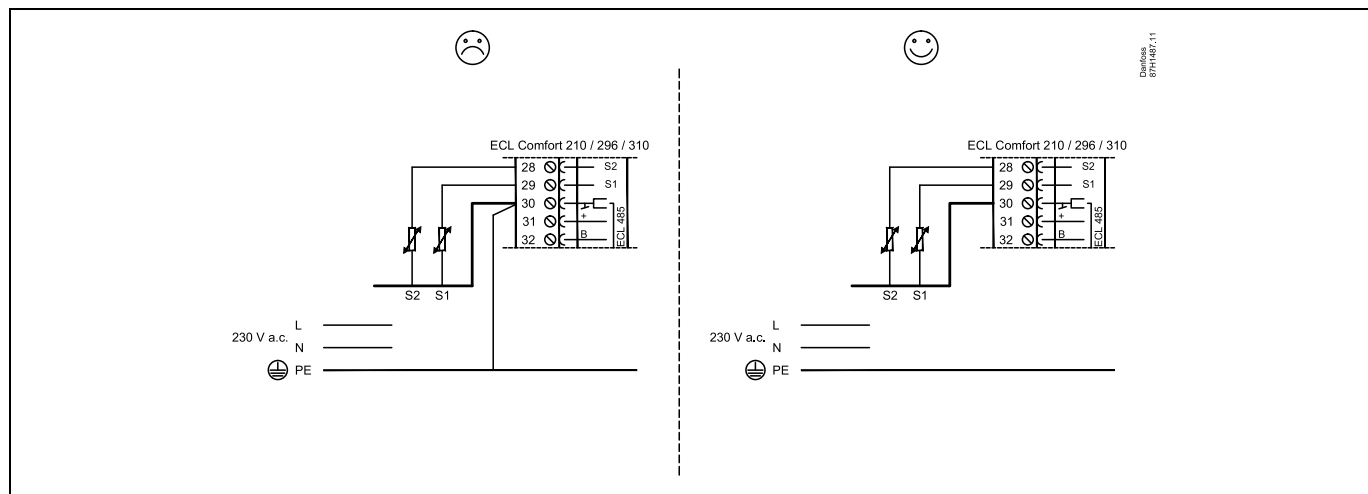 Danfoss
87H1487.11
ECL Comfort 210 / 296 / 310
28 S2
29 S1
30
31 +
32 B
ECL 485
S2 S1
L
230 V a.c.
N
PE
ECL Comfort 210 / 296 / 310
28 S2
29 S1
30
31 +
32 B
ECL 485
S2 S1
L
230 V a.c.
N
PE